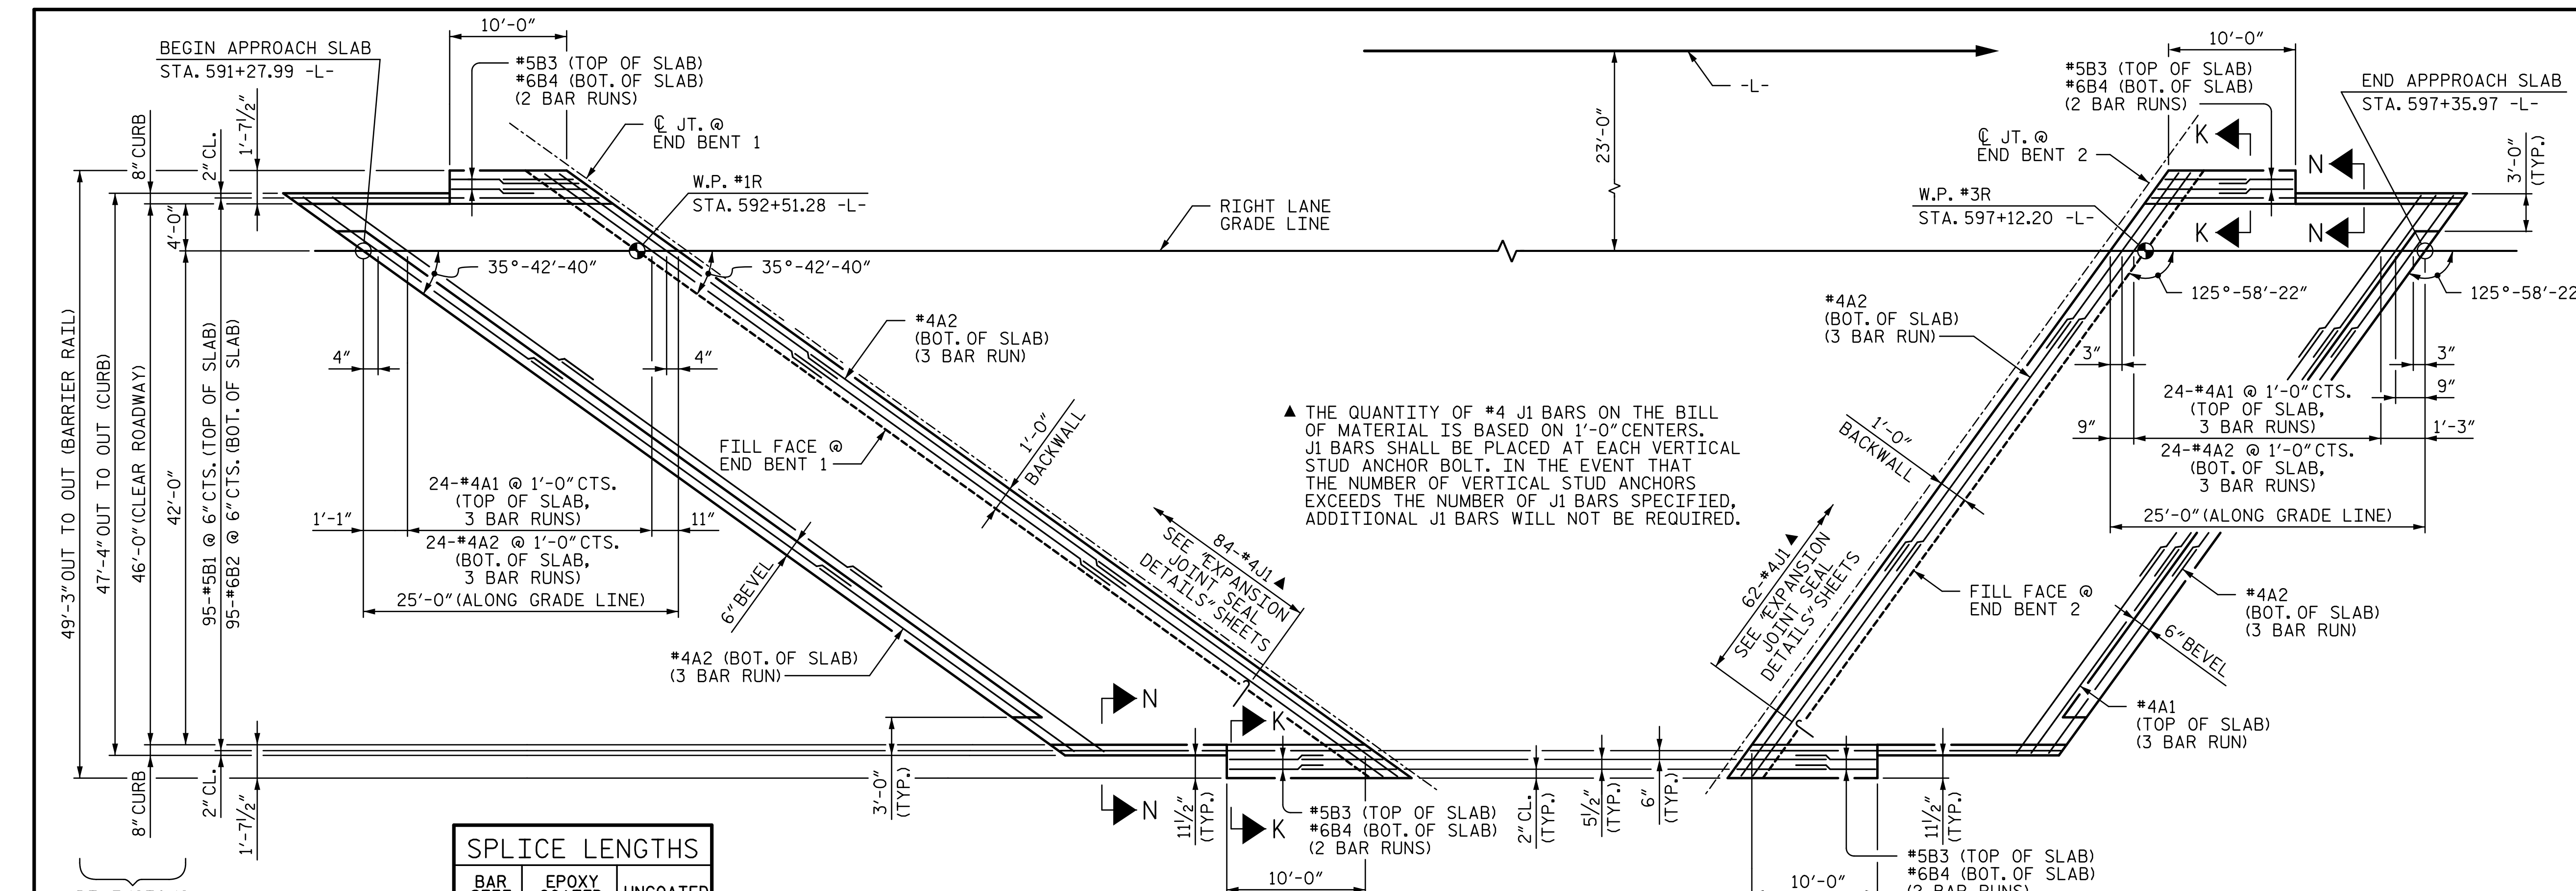 10'-0"
BEGIN APPROACH SLAB
STA. 591+27.99 -L-
#5B3 (TOP OF SLAB)
#6B4 (BOT. OF SLAB)
(2 BAR RUNS)
℄ JT. @
END BENT 1
W.P. #1R
STA. 592+51.28 -L-
-L-
23'-0"
RIGHT LANE
GRADE LINE
10'-0"
#5B3 (TOP OF SLAB)
#6B4 (BOT. OF SLAB)
(2 BAR RUNS)
END APPPROACH SLAB
STA. 597+35.97 -L-
℄ JT. @
END BENT 2
W.P. #3R
STA. 597+12.20 -L-
K
N
K
N
3'-0"
(TYP.)
8" CURB
2" CL.
1'-7 1/2"
4'-0"
49'-3" OUT TO OUT (BARRIER RAIL)
47'-4" OUT TO OUT (CURB)
46'-0" (CLEAR ROADWAY)
42'-0"
95-#5B1 @ 6" CTS. (TOP OF SLAB)
95-#6B2 @ 6" CTS. (BOT. OF SLAB)
35°-42'-40"
35°-42'-40"
125°-58'-22"
125°-58'-22
4"
4"
#4A2
(BOT. OF SLAB)
(3 BAR RUN)
#4A2
(BOT. OF SLAB)
(3 BAR RUN)
3"
3"
9"
24-#4A1 @ 1'-0" CTS.
(TOP OF SLAB,
3 BAR RUNS)
9"
1'-3"
24-#4A2 @ 1'-0" CTS.
(BOT. OF SLAB,
3 BAR RUNS)
25'-0" (ALONG GRADE LINE)
FILL FACE @
END BENT 1
1'-0"
BACKWALL
▲ THE QUANTITY OF #4 J1 BARS ON THE BILL
OF MATERIAL IS BASED ON 1'-0" CENTERS.
J1 BARS SHALL BE PLACED AT EACH VERTICAL
STUD ANCHOR BOLT. IN THE EVENT THAT
THE NUMBER OF VERTICAL STUD ANCHORS
EXCEEDS THE NUMBER OF J1 BARS SPECIFIED,
ADDITIONAL J1 BARS WILL NOT BE REQUIRED.
1'-0"
BACKWALL
24-#4A1 @ 1'-0" CTS.
(TOP OF SLAB,
3 BAR RUNS)
1'-1"
11"
24-#4A2 @ 1'-0" CTS.
(BOT. OF SLAB,
3 BAR RUNS)
25'-0" (ALONG GRADE LINE)
6" BEVEL
84-#4J1 ▲
SEE "EXPANSION
JOINT SEAL
DETAILS" SHEETS
62-#4J1 ▲
SEE "EXPANSION
JOINT SEAL
DETAILS" SHEETS
FILL FACE @
END BENT 2
#4A2
(BOT. OF SLAB)
(3 BAR RUN)
6" BEVEL
#4A2 (BOT. OF SLAB)
(3 BAR RUN)
#4A1
(TOP OF SLAB)
(3 BAR RUN)
N
K
N
K
8" CURB
2" CL.
1'-7 1/2"
3'-0"
(TYP.)
11 1/2"
(TYP.)
#5B3 (TOP OF SLAB)
#6B4 (BOT. OF SLAB)
(2 BAR RUNS)
10'-0"
2" CL.
(TYP.)
5 1/2"
(TYP.)
6"
(TYP.)
11 1/2"
(TYP.)
#5B3 (TOP OF SLAB)
#6B4 (BOT. OF SLAB)
10'-0"
SPLICE LENGTHS
BAR
EPOXY
UNCOATED